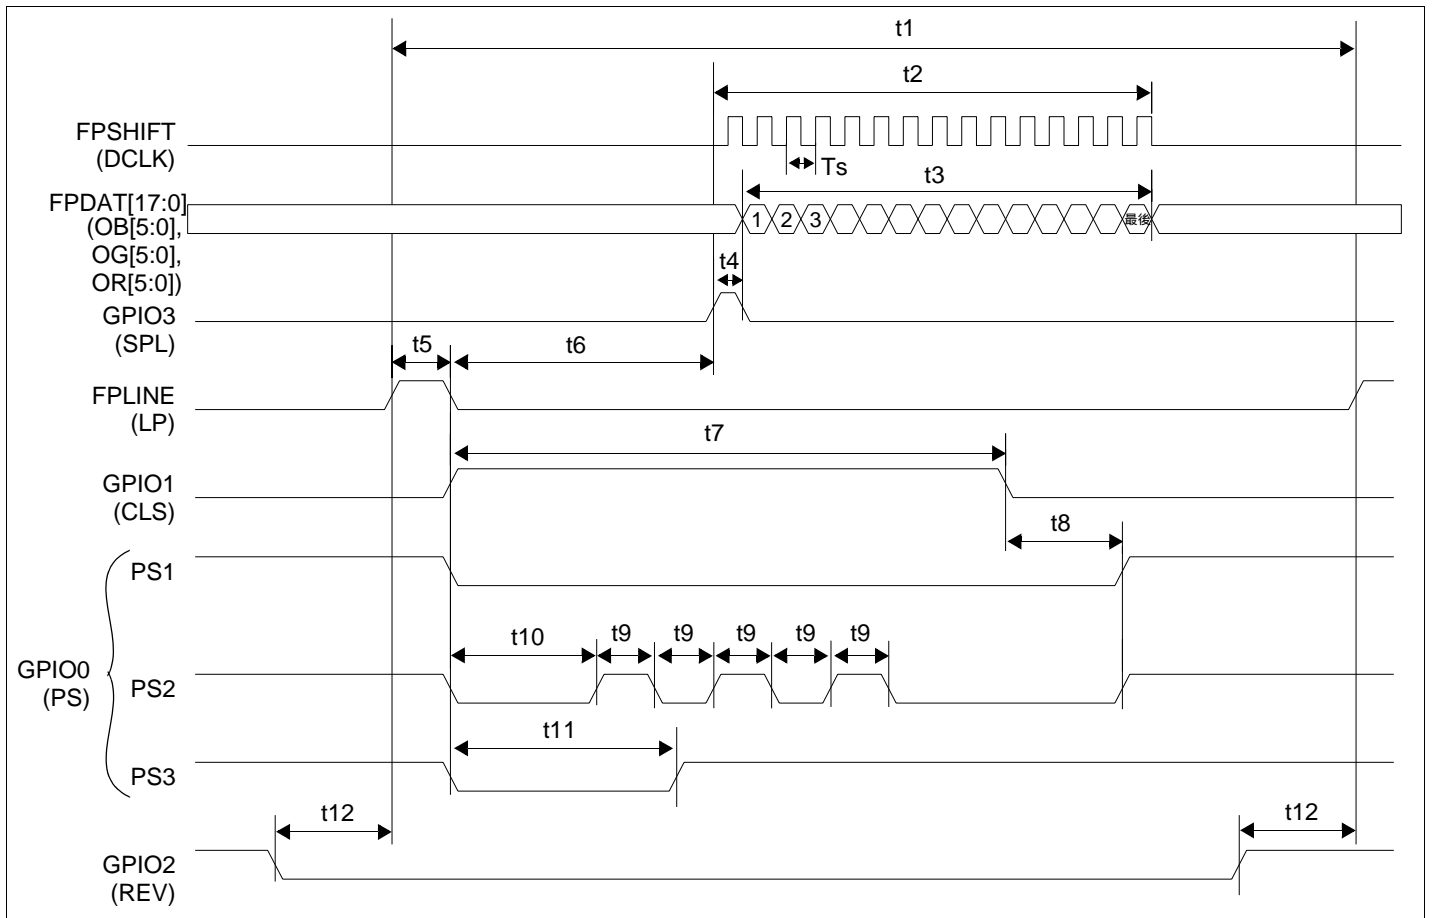 t1
t2
FPSHIFT
(DCLK)
Ts
t3
FPDAT[17:0]
(OB[5:0],
OG[5:0],
OR[5:0])
1 2 3 最後
t4
GPIO3
(SPL)
t5 t6
FPLINE
(LP)
t7
GPIO1
(CLS)
t8
PS1
t10 t9 t9 t9 t9 t9
GPIO0
(PS)
PS2
t11
PS3
t12 t12
GPIO2
(REV)